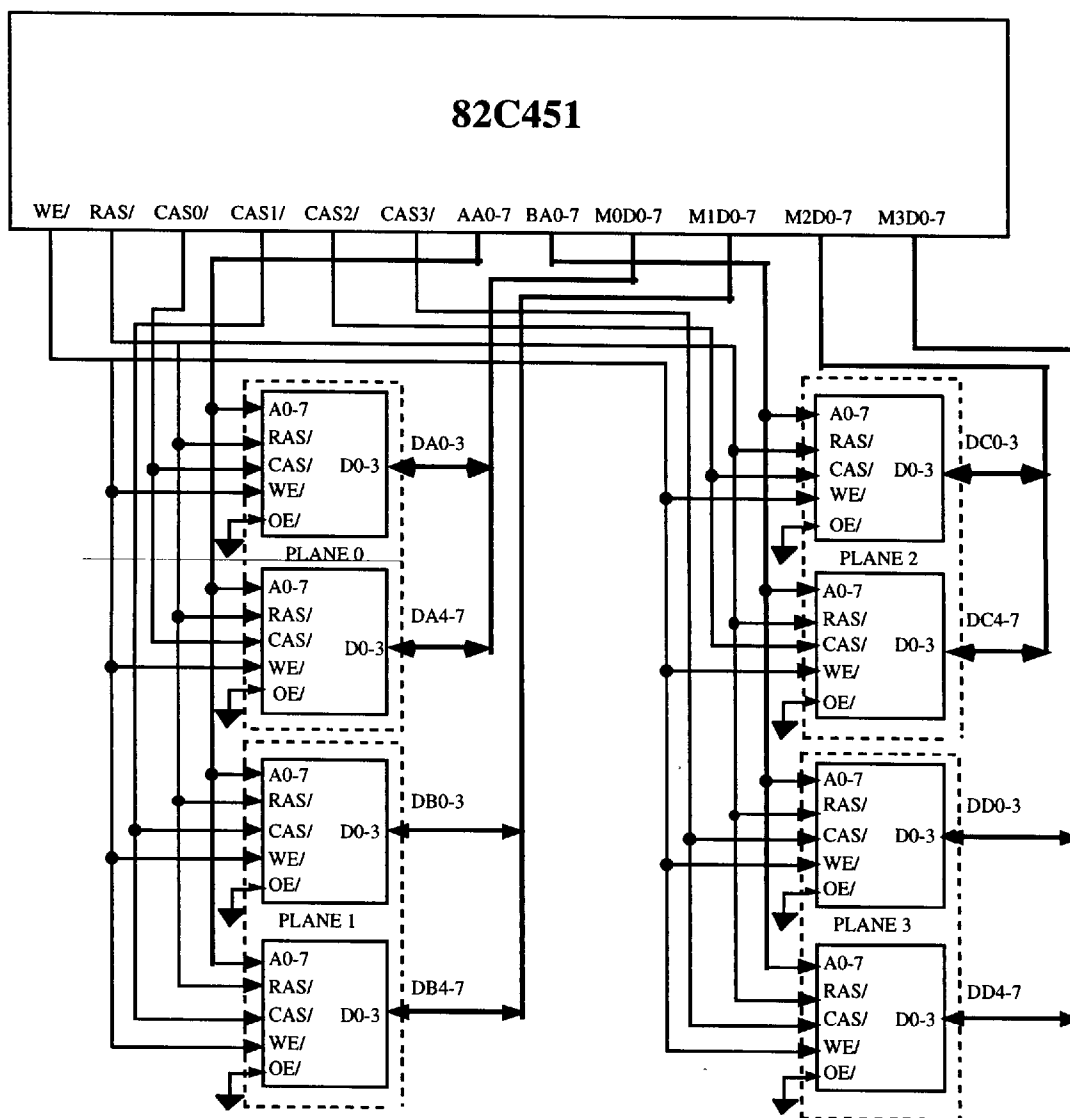 82C451
WE/ RAS/ CAS0/ CAS1/ CAS2/ CAS3/ AA0-7 BA0-7 M0D0-7 M1D0-7 M2D0-7 M3D0-7
A0-7
RAS/
CAS/ D0-3
WE/
OE/
DA0-3
PLANE 0
A0-7
RAS/
CAS/ D0-3
WE/
OE/
DA4-7
A0-7
RAS/
CAS/ D0-3
WE/
OE/
DB0-3
PLANE 1
A0-7
RAS/
CAS/ D0-3
WE/
OE/
DB4-7
A0-7
RAS/
CAS/ D0-3
WE/
OE/
DC0-3
PLANE 2
A0-7
RAS/
CAS/ D0-3
WE/
OE/
DC4-7
A0-7
RAS/
CAS/ D0-3
WE/
OE/
DD0-3
PLANE 3
A0-7
RAS/
CAS/ D0-3
WE/
OE/
DD4-7